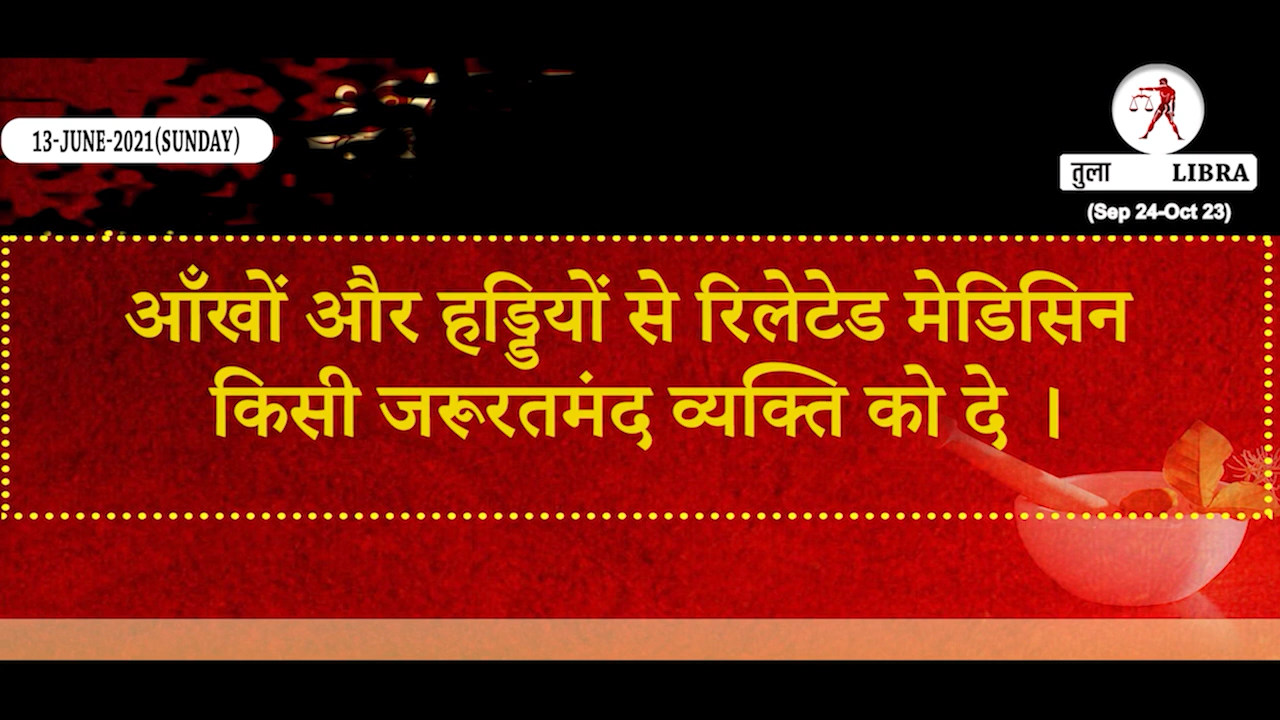 13-JUNE-2021(SUNDAY)
तुला LIBRA
(Sep 24-Oct 23)
आँखों और हड्डियों से रिलेटेड मेडिसिन
किसी जरूरतमंद व्यक्ति को दे ।